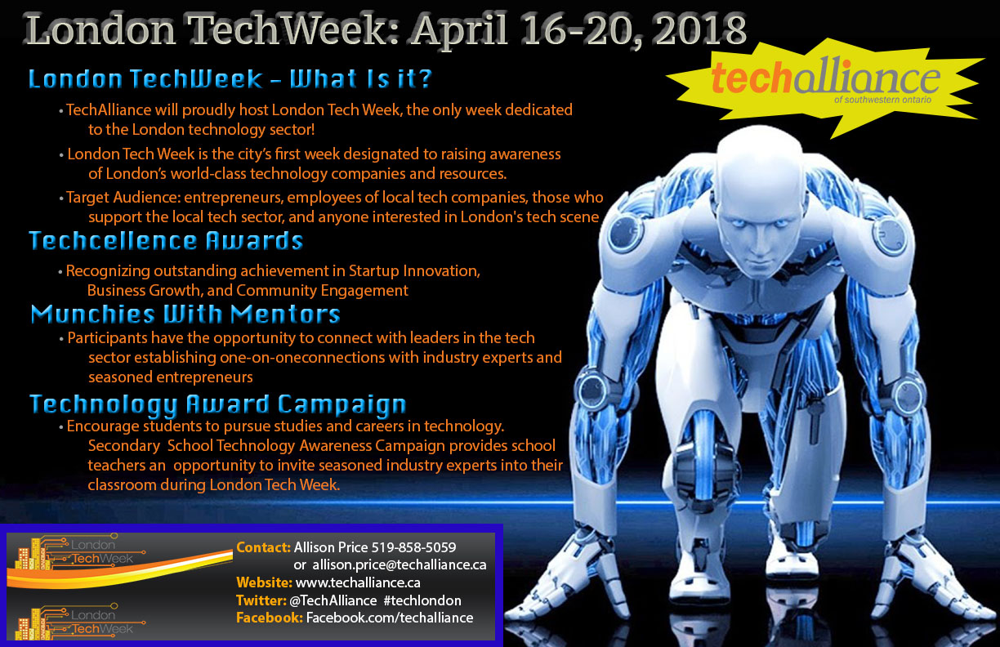 London TechWeek: April 16-20, 2018
techalliance
of southwestern ontario
London TechWeek – What Is it?
• TechAlliance will proudly host London Tech Week, the only week dedicated
to the London technology sector!
• London Tech Week is the city’s first week designated to raising awareness
of London’s world-class technology companies and resources.
• Target Audience: entrepreneurs, employees of local tech companies, those who
support the local tech sector, and anyone interested in London's tech scene
Techcellence Awards
• Recognizing outstanding achievement in Startup Innovation,
Business Growth, and Community Engagement
Munchies With Mentors
• Participants have the opportunity to connect with leaders in the tech
sector establishing one-on-oneconnections with industry experts and
seasoned entrepreneurs
Technology Award Campaign
• Encourage students to pursue studies and careers in technology.
Secondary  School Technology Awareness Campaign provides school
teachers an  opportunity to invite seasoned industry experts into their
classroom during London Tech Week.
London
TechWeek
London
TechWeek
Contact: Allison Price 519-858-5059
or  allison.price@techalliance.ca
Website: www.techalliance.ca
Twitter: @TechAlliance  #techlondon
Facebook: Facebook.com/techalliance